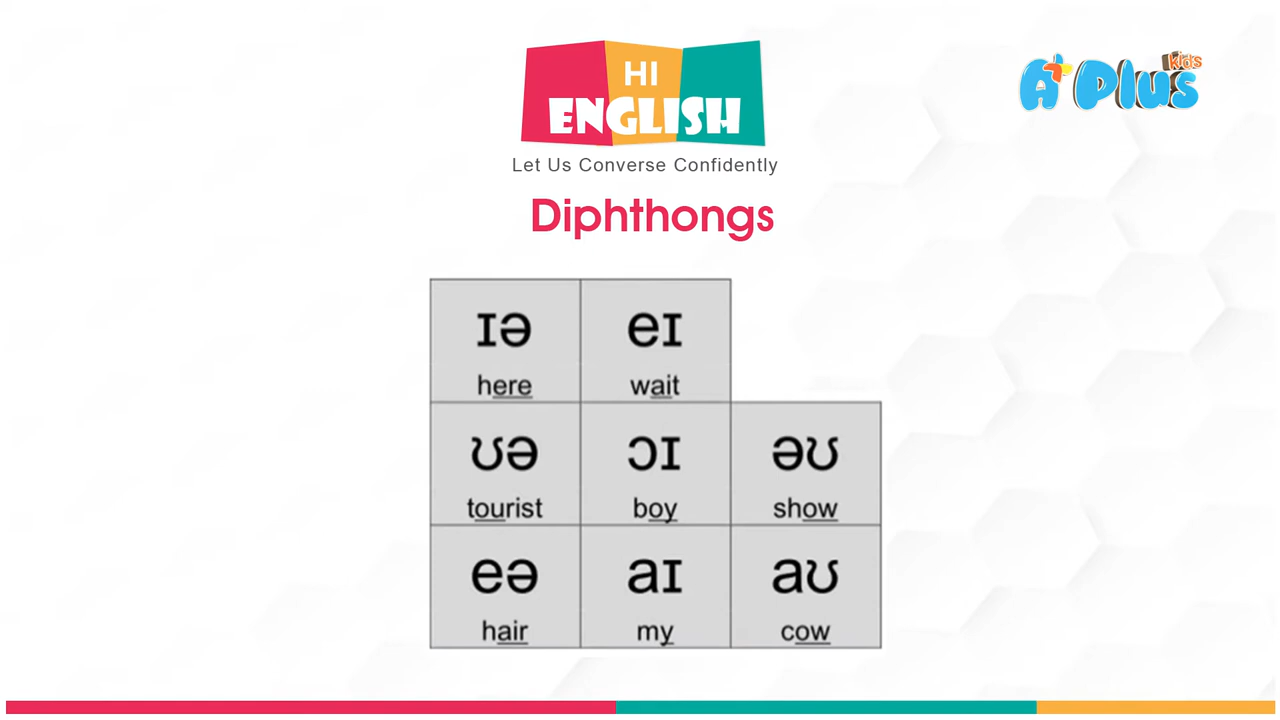 HI
ENGLISH
Let Us Converse Confidently
A+ Plus kids
Diphthongs
ɪə eɪ
here wait
ʊə ɔɪ əʊ
tourist boy show
eə aɪ aʊ
hair my cow